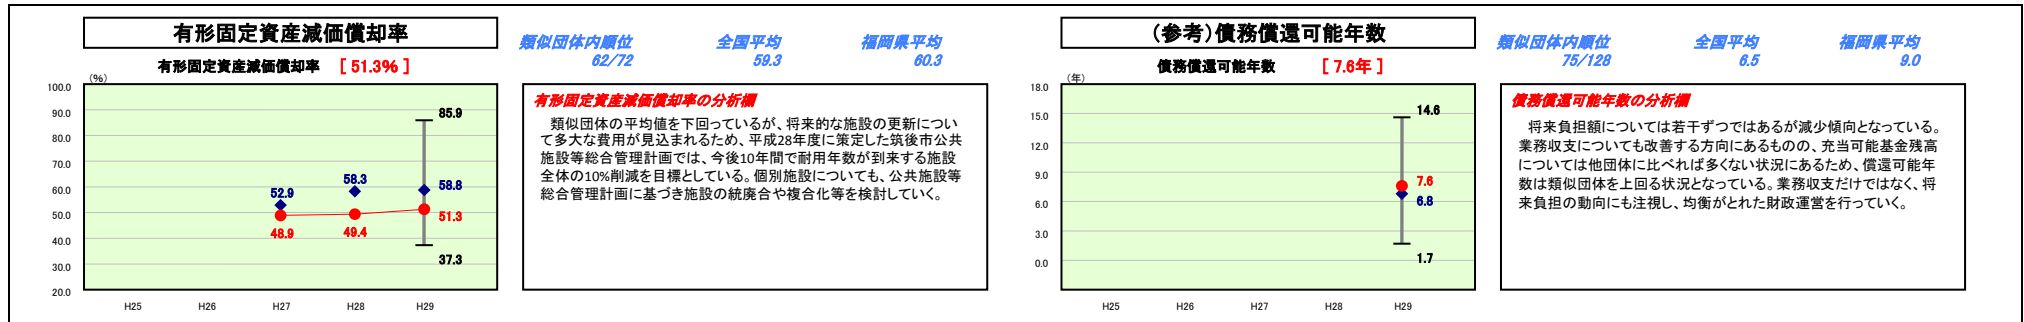 有形固定資産減価償却率
有形固定資産減価償却率 [ 51.3% ]
類似団体内順位
62/72
全国平均
59.3
福岡県平均
60.3
(%)
100.0
90.0
80.0
70.0
60.0
50.0
40.0
30.0
20.0
85.9
52.9
58.3
58.8
48.9
49.4
51.3
37.3
H25
H26
H27
H28
H29
有形固定資産減価償却率の分析欄
類似団体の平均値を下回っているが、将来的な施設の更新につい
て多大な費用が見込まれるため、平成28年度に策定した筑後市公共
施設等総合管理計画では、今後10年間で耐用年数が到来する施設
全体の10%削減を目標としている。個別施設についても、公共施設等
総合管理計画に基づき施設の統廃合や複合化等を検討していく。
(参考)債務償還可能年数
債務償還可能年数 [ 7.6年 ]
類似団体内順位
75/128
全国平均
6.5
福岡県平均
9.0
(年)
18.0
15.0
12.0
9.0
6.0
3.0
0.0
14.6
7.6
6.8
1.7
H25
H26
H27
H28
H29
債務償還可能年数の分析欄
将来負担額については若干ずつではあるが減少傾向となっている。
業務収支についても改善する方向にあるものの、充当可能基金残高
については他団体に比べれば多くない状況にあるため、償還可能年
数は類似団体を上回る状況となっている。業務収支だけではなく、将
来負担の動向にも注視し、均衡がとれた財政運営を行っていく。